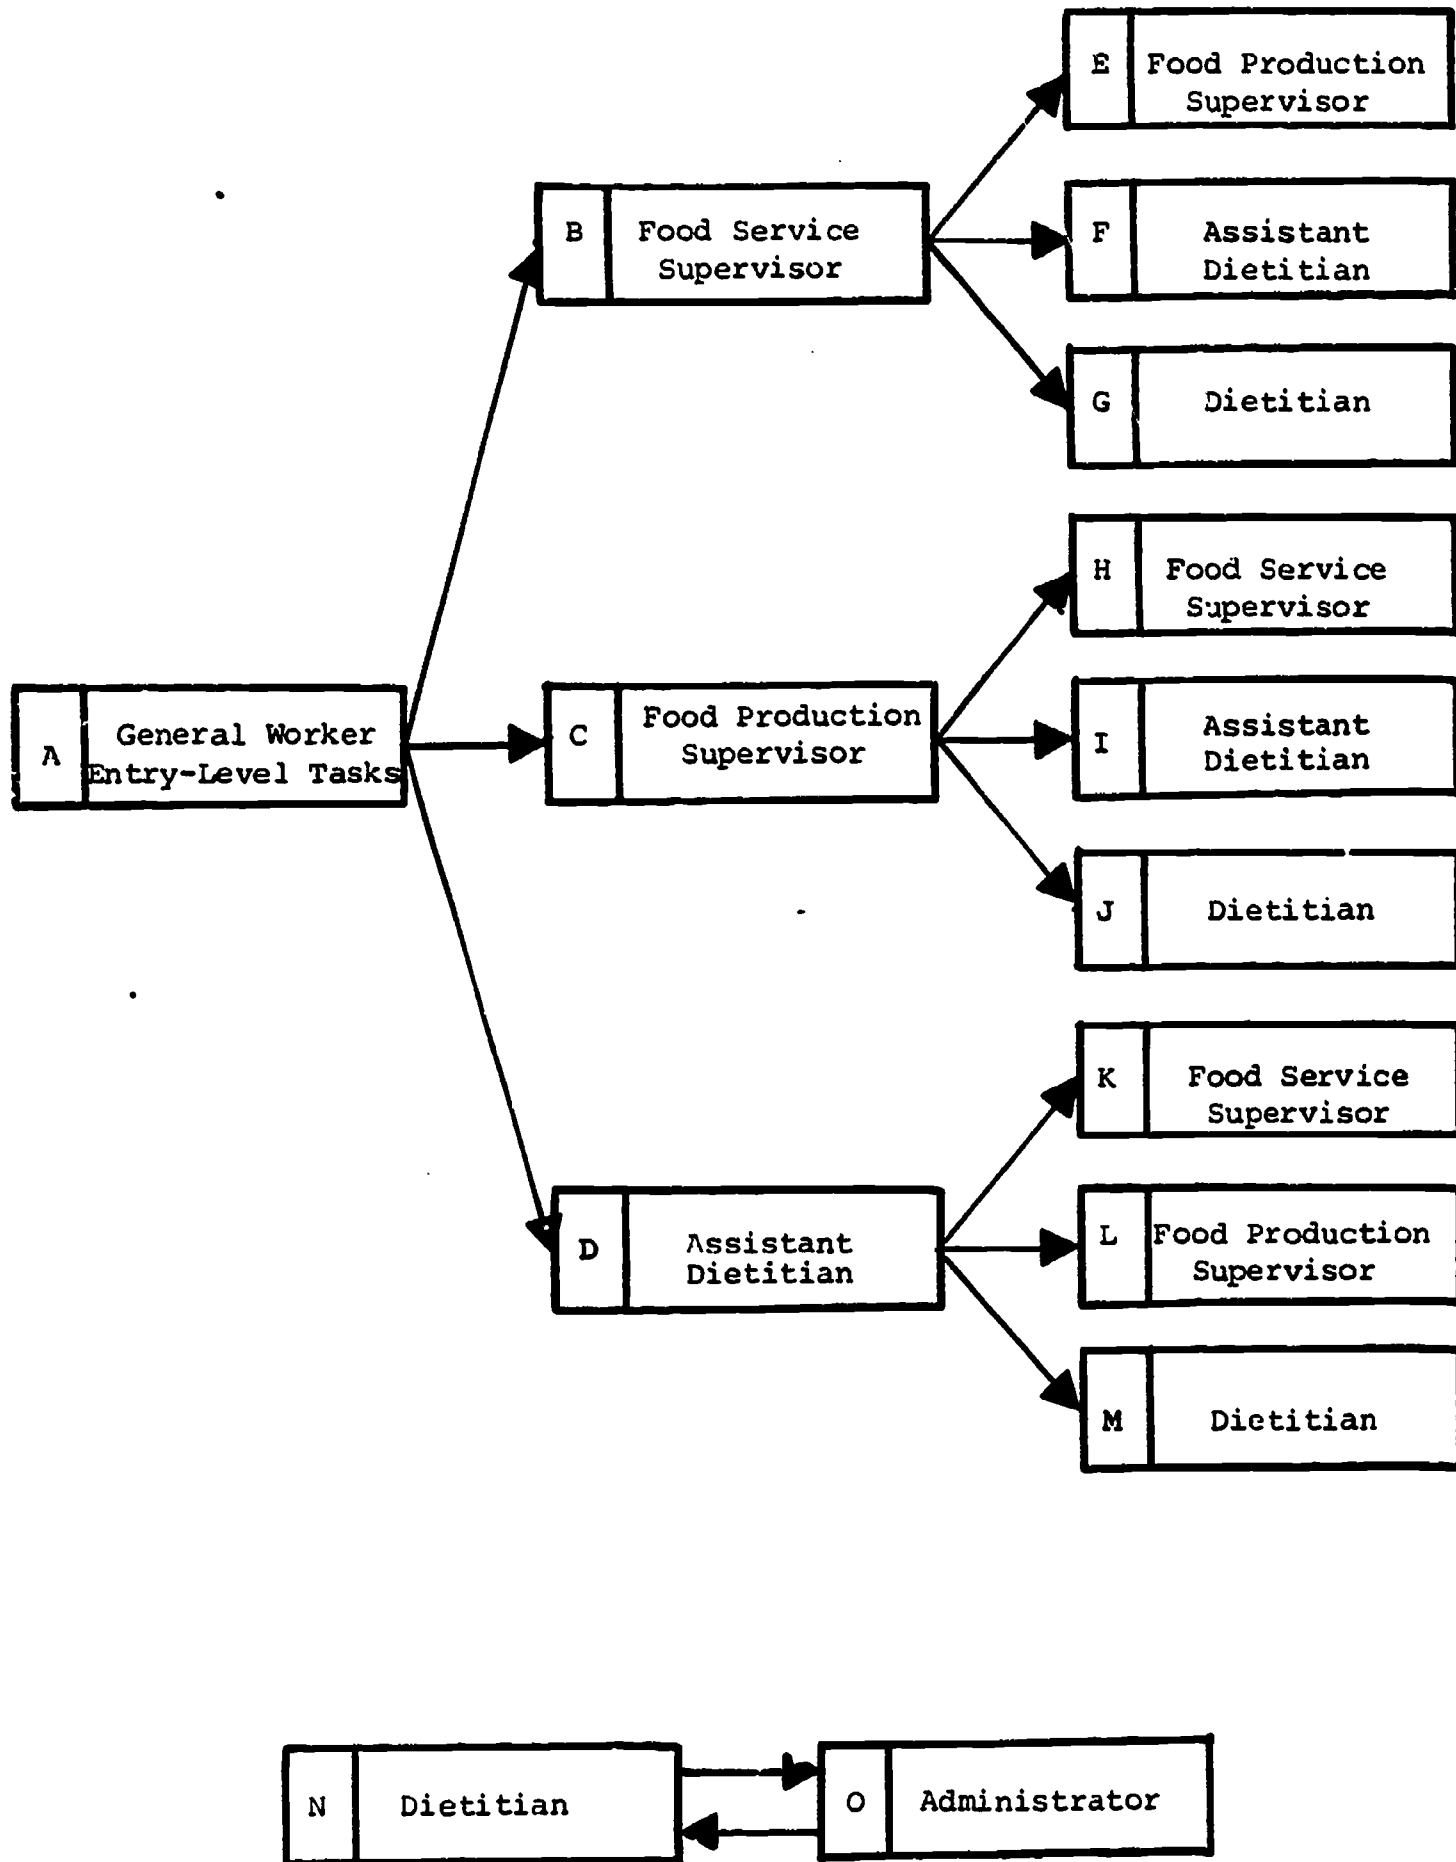 E Food Production
Supervisor
B Food Service
Supervisor
F Assistant
Dietitian
G Dietitian
H Food Service
Supervisor
A General Worker
Entry-Level Tasks
C Food Production
Supervisor
I Assistant
Dietitian
J Dietitian
K Food Service
Supervisor
D Assistant
Dietitian
L Food Production
Supervisor
M Dietitian
N Dietitian
O Administrator